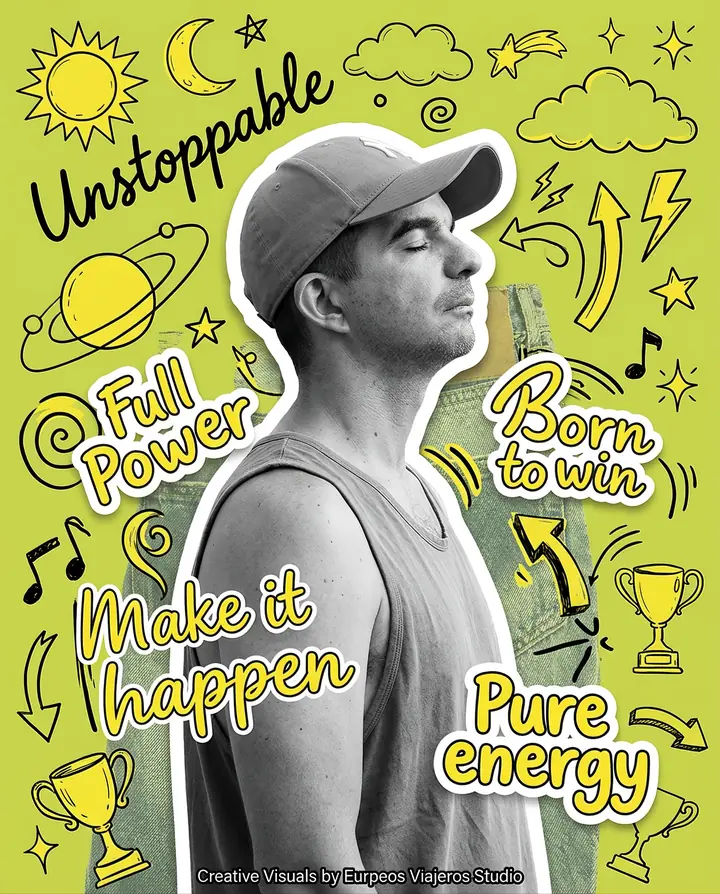 Unstoppable
Full
Power
Born
to win
Make it
happen
Pure
energy
Creative Visuals by Eurpeos Viajeros Studio